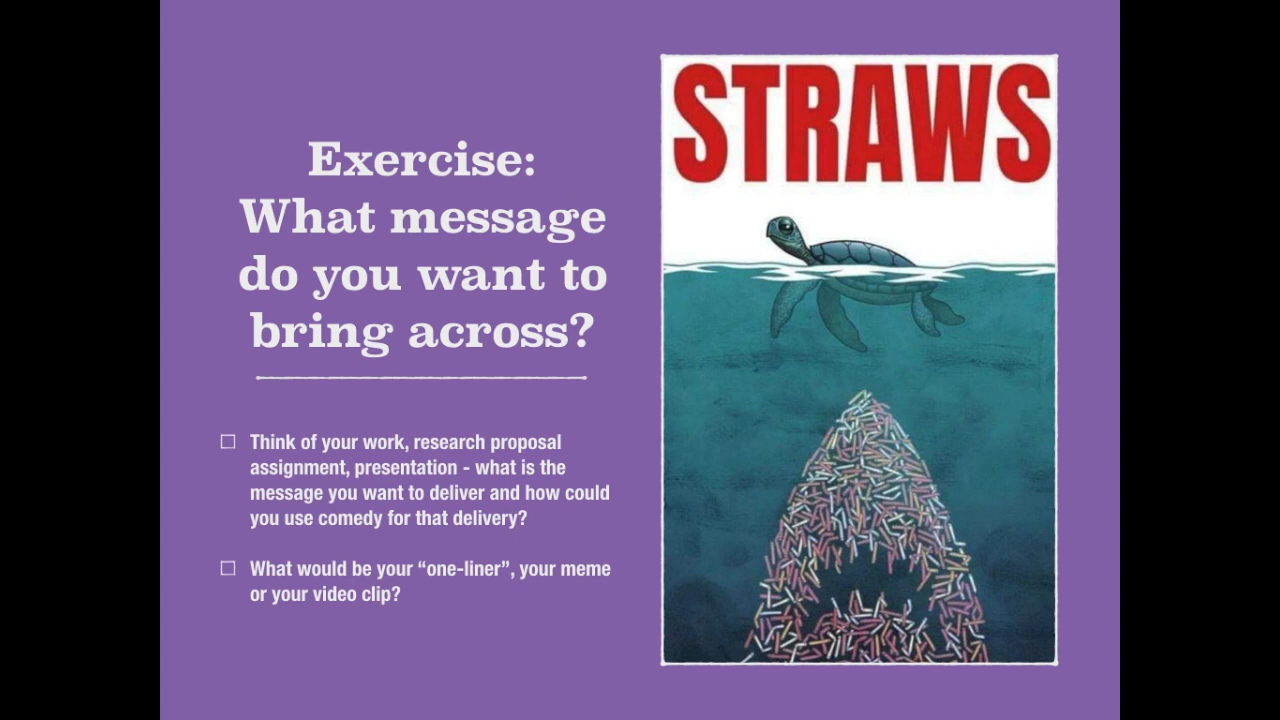 Exercise:
What message
do you want to
bring across?
☐ Think of your work, research proposal
assignment, presentation - what is the
message you want to deliver and how could
you use comedy for that delivery?
☐ What would be your “one-liner”, your meme
or your video clip?
STRAWS